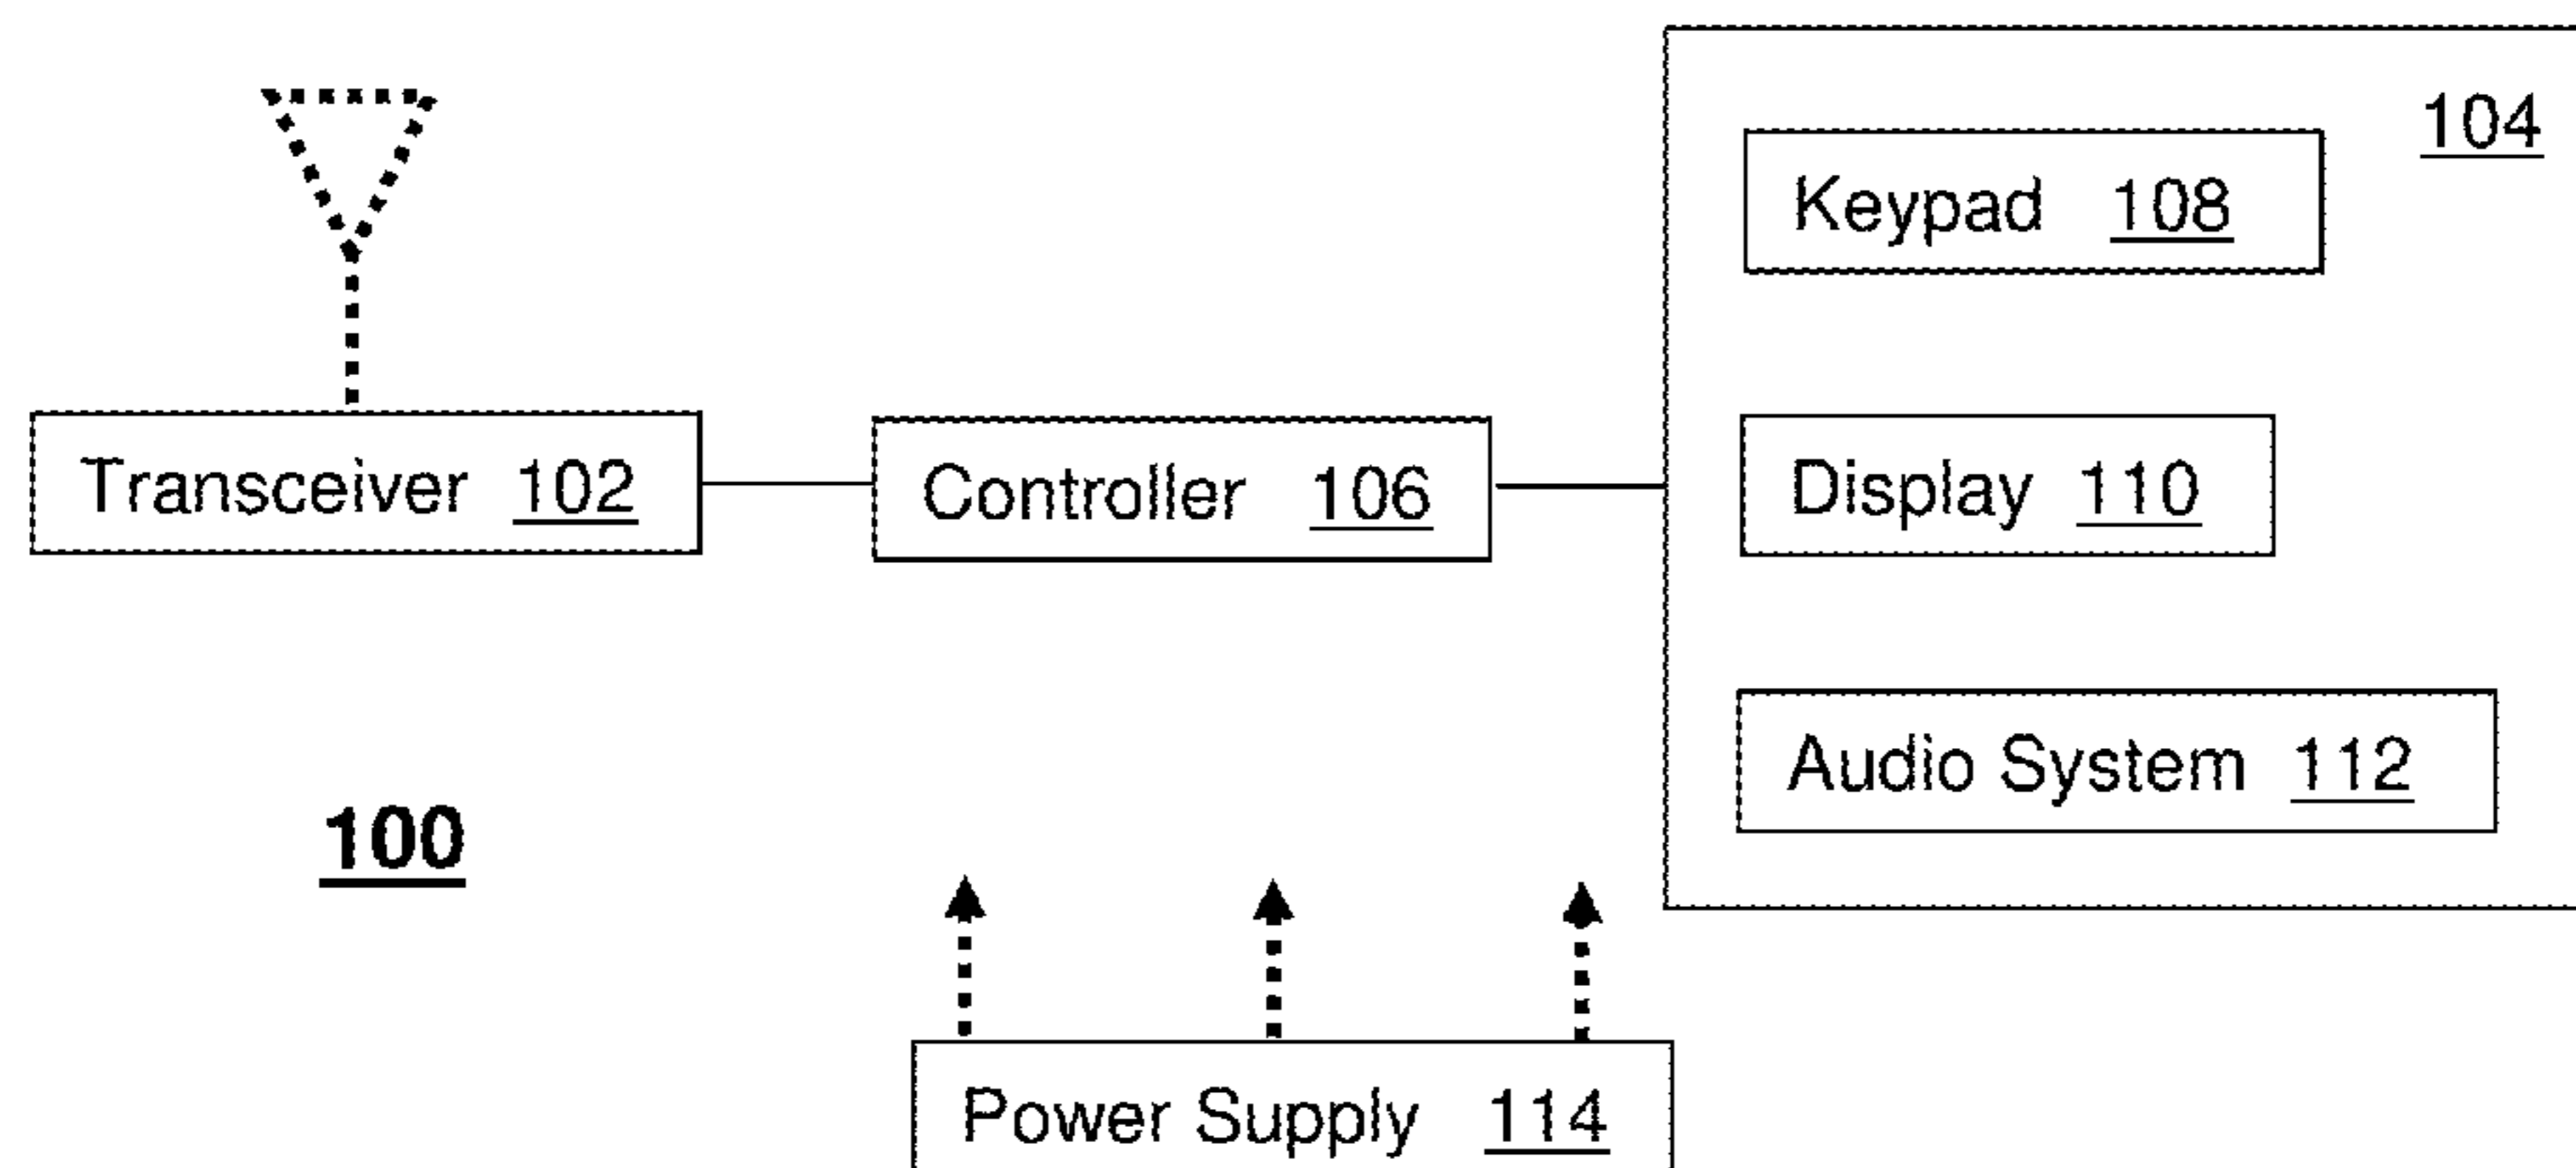 104
Keypad 108
Transceiver 102
Controller 106
Display 110
Audio System 112
100
Power Supply 114